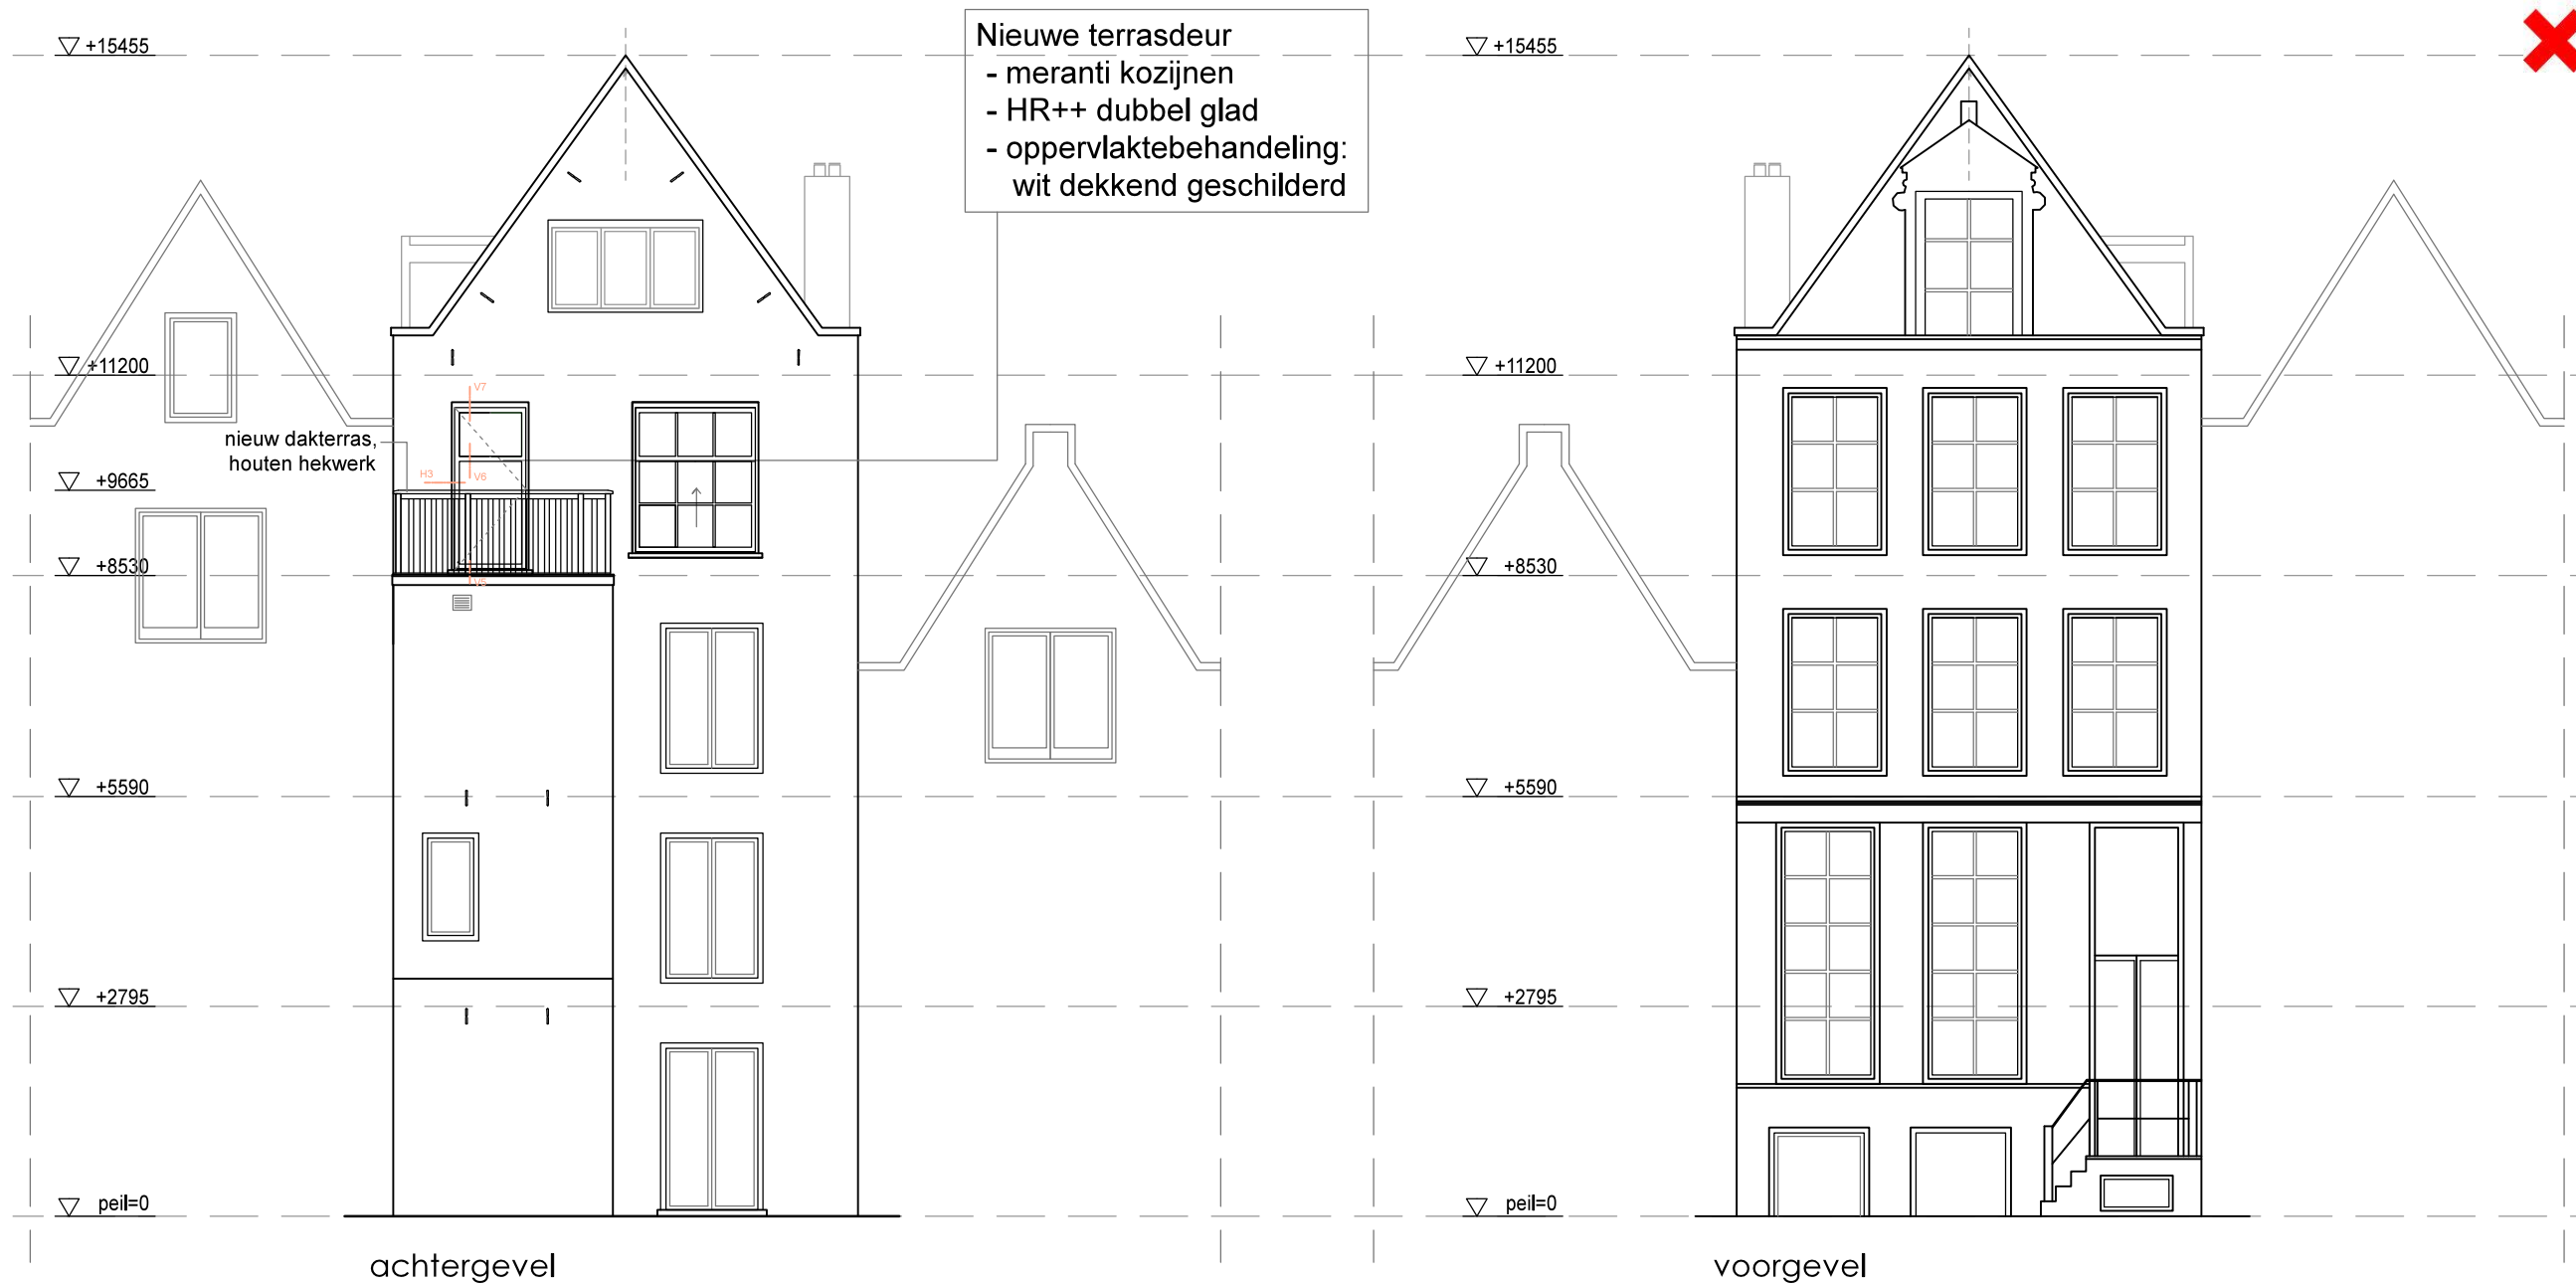 Nieuwe terrasdeur
- meranti kozijnen
- HR++ dubbel glad
- oppervlaktebehandeling:
wit dekkend geschilderd
+15455
+11200
nieuw dakterras,
houten hekwerk
+9665
+8530
+5590
+2795
peil=0
V7
H3
V6
V5
achtergevel
+15455
+11200
+8530
+5590
+2795
peil=0
voorgevel